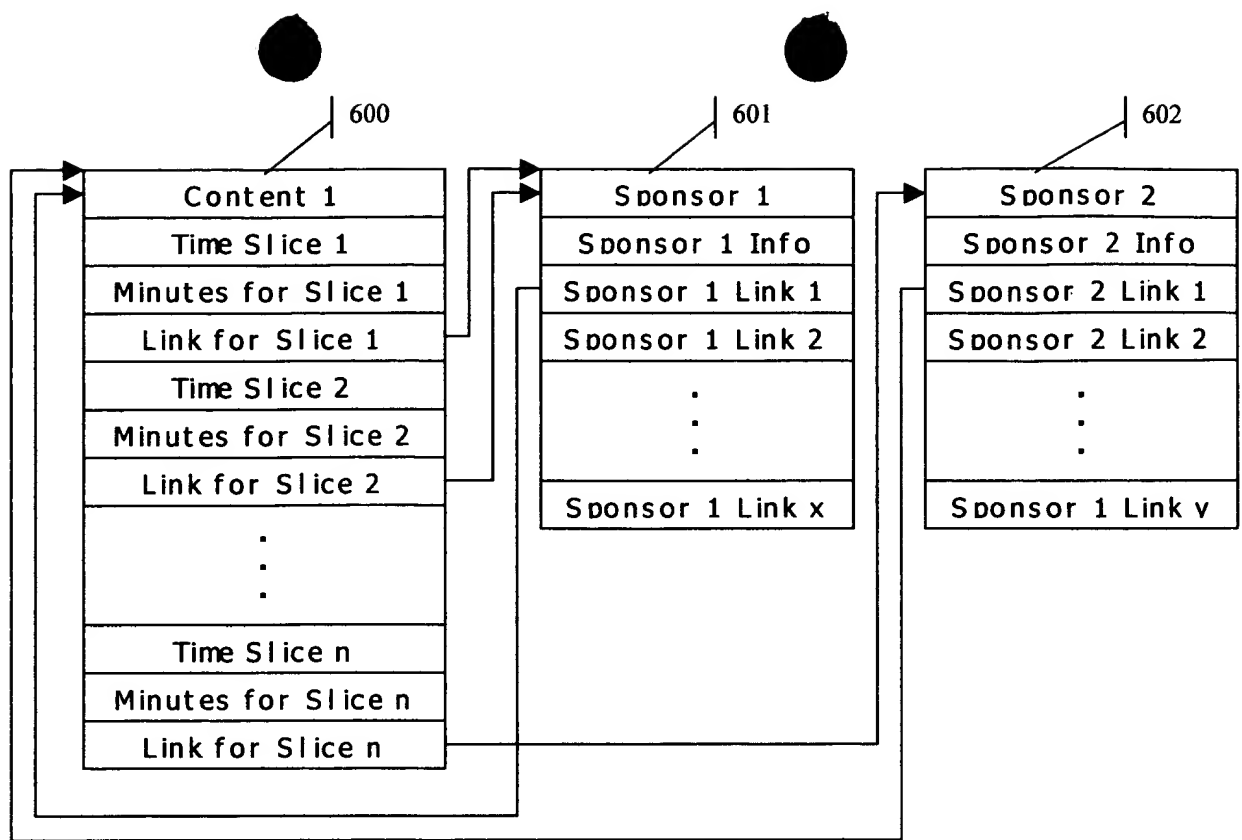 600
601
602
Content 1
Time Slice 1
Minutes for Slice 1
Link for Slice 1
Time Slice 2
Minutes for Slice 2
Link for Slice 2
.
.
.
Time Slice n
Minutes for Slice n
Link for Slice n
Sponsor 1
Sponsor 1 Info
Sponsor 1 Link 1
Sponsor 1 Link 2
.
.
.
Sponsor 1 Link x
Sponsor 2
Sponsor 2 Info
Sponsor 2 Link 1
Sponsor 2 Link 2
.
.
.
Sponsor 1 Link y